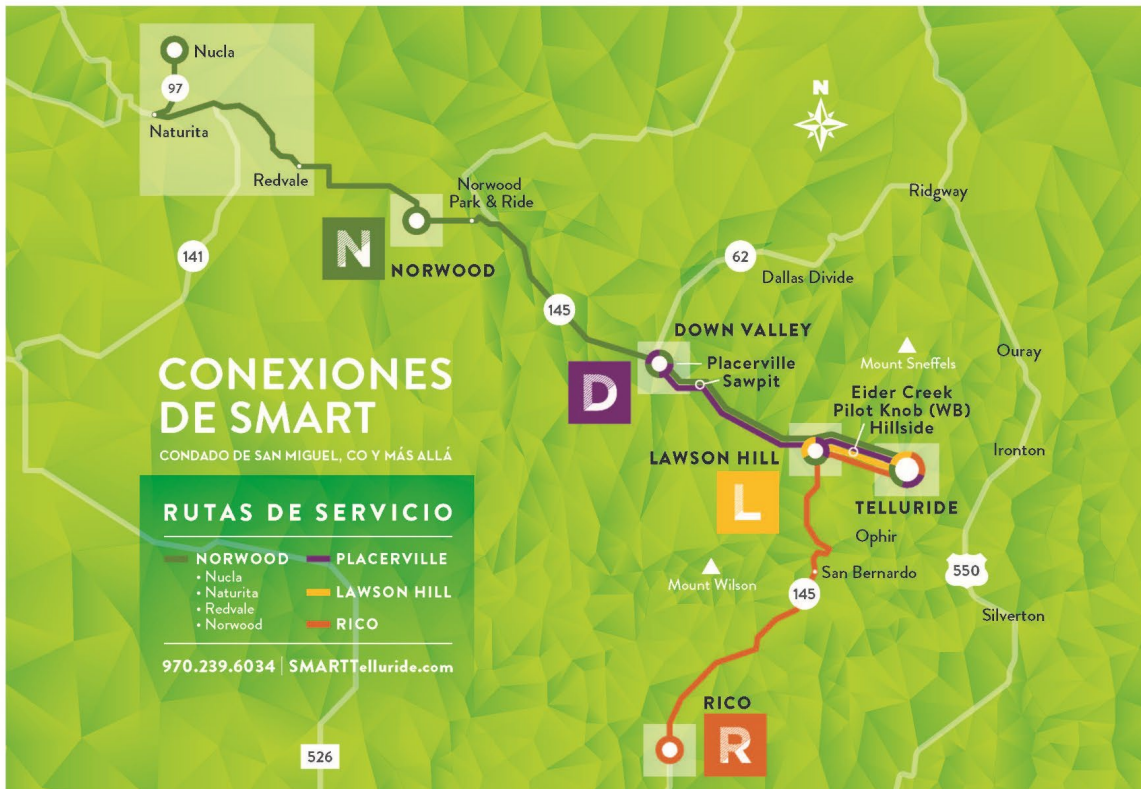 Nucla
97
Naturita
Redvale
Norwood
Park & Ride
N
NORWOOD
141
145
N
Ridgway
62
Dallas Divide
DOWN VALLEY
Placerville
Sawpit
D
Mount Sneffels
Ouray
Eider Creek
Pilot Knob (WB)
Hillside
LAWSON HILL
L
TELLURIDE
Ironton
Ophir
550
San Bernardo
Mount Wilson
145
Silverton
RICO
R
CONEXIONES
DE SMART
CONDADO DE SAN MIGUEL, CO Y MÁS ALLÁ
RUTAS DE SERVICIO
NORWOOD
• Nucla
• Naturita
• Redvale
• Norwood
PLACERVILLE
LAWSON HILL
RICO
970.239.6034 | SMARTTelluride.com
526